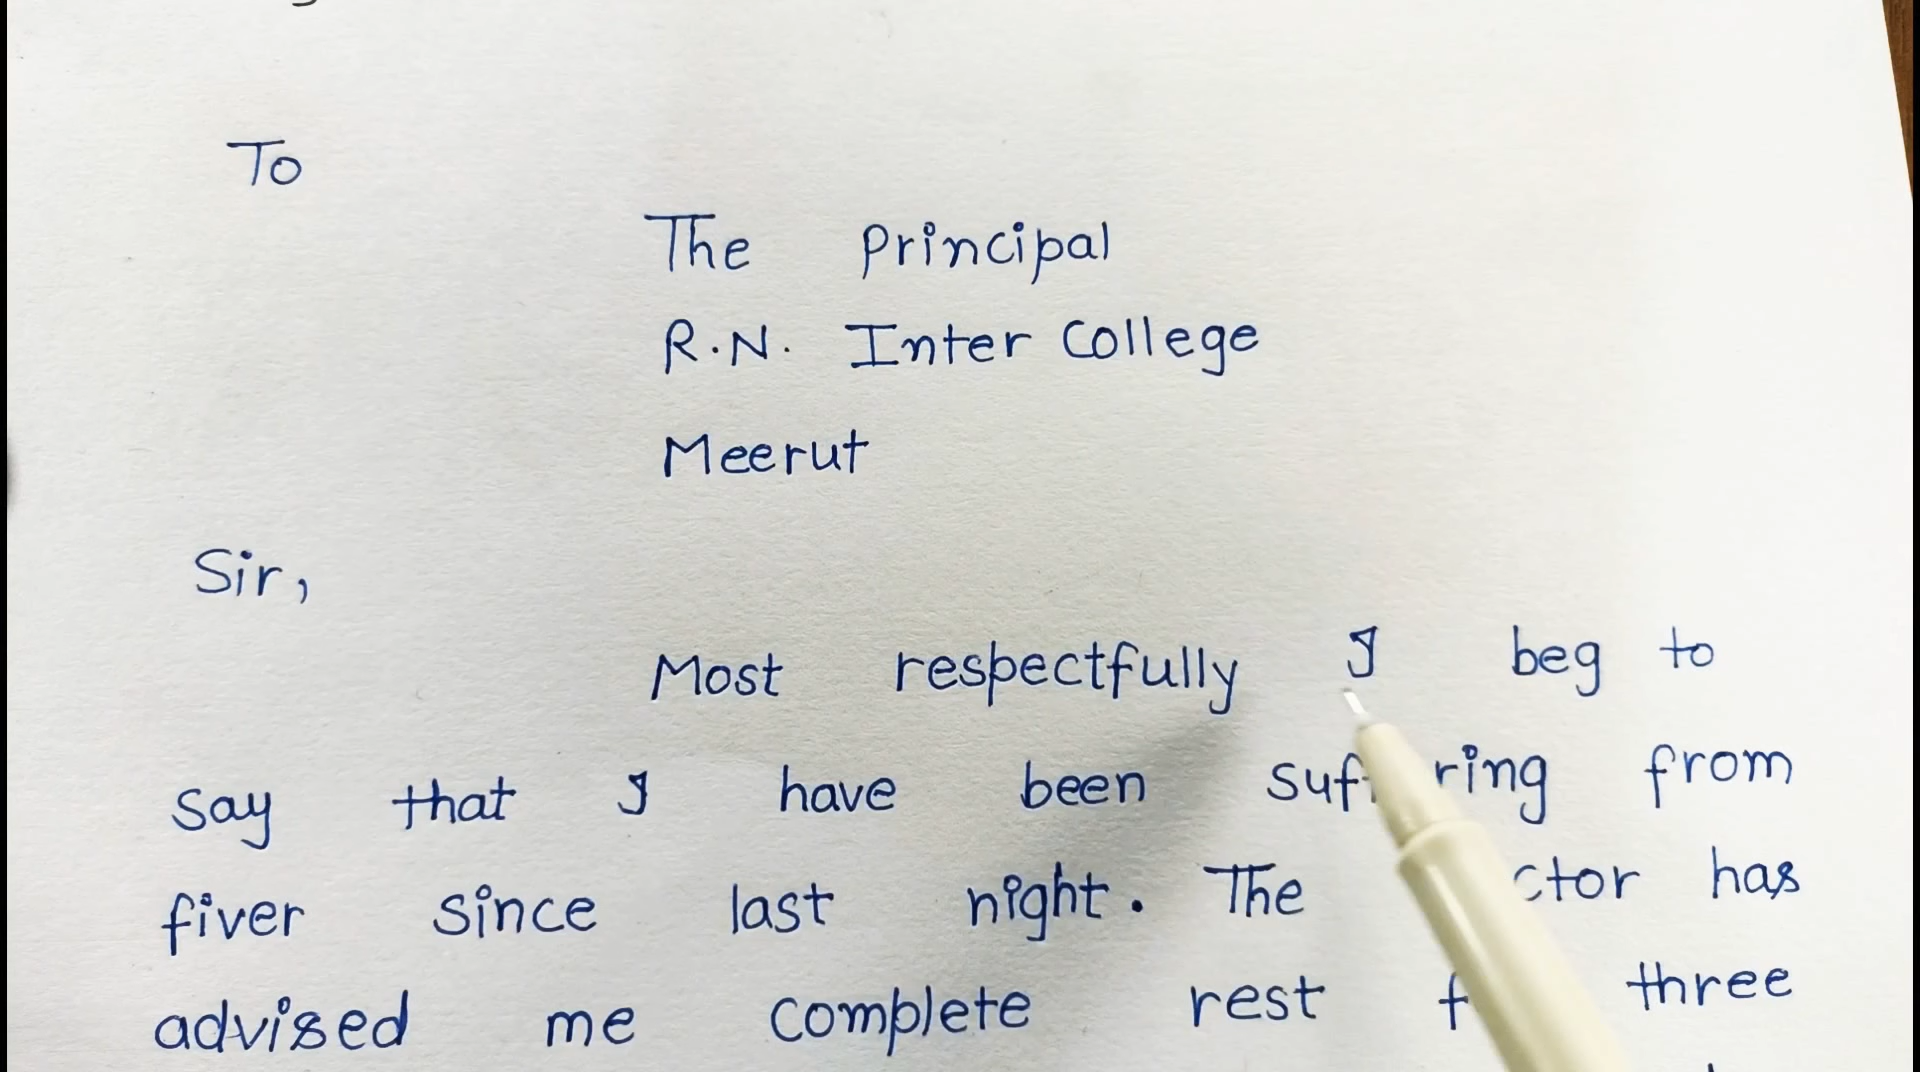 To
The Principal
R.N. Inter College
Meerut
Sir,
Most respectfully I beg to
say that I have been from
fiver since last night. The has
advised me complete rest three